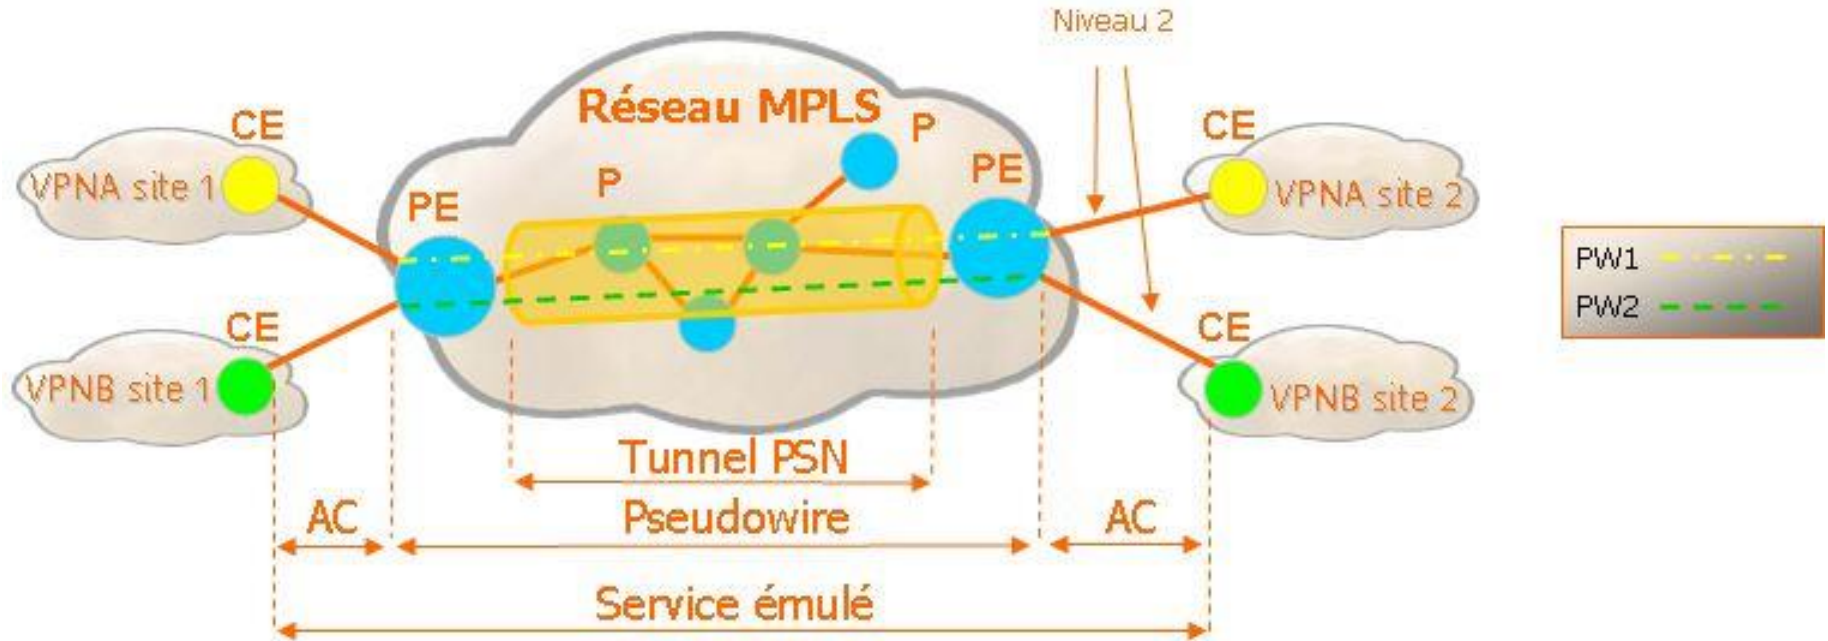 Niveau 2
Réseau MPLS
CE
P
CE
VPNA site 1
P
PE
VPNA site 2
PE
PW1
PW2
CE
CE
VPNB site 1
VPNB site 2
Tunnel PSN
AC
Pseudowire
AC
Service émulé